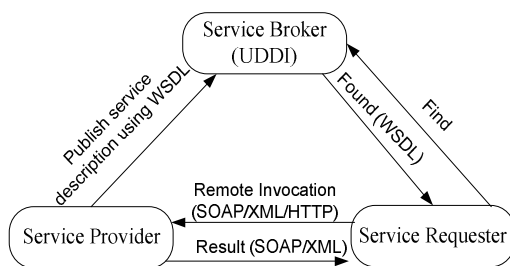 Service Broker
(UDDI)
Publish service
description using WSDL
Found (WSDL)
Find
Remote Invocation
(SOAP/XML/HTTP)
Service Provider
Result (SOAP/XML)
Service Requester